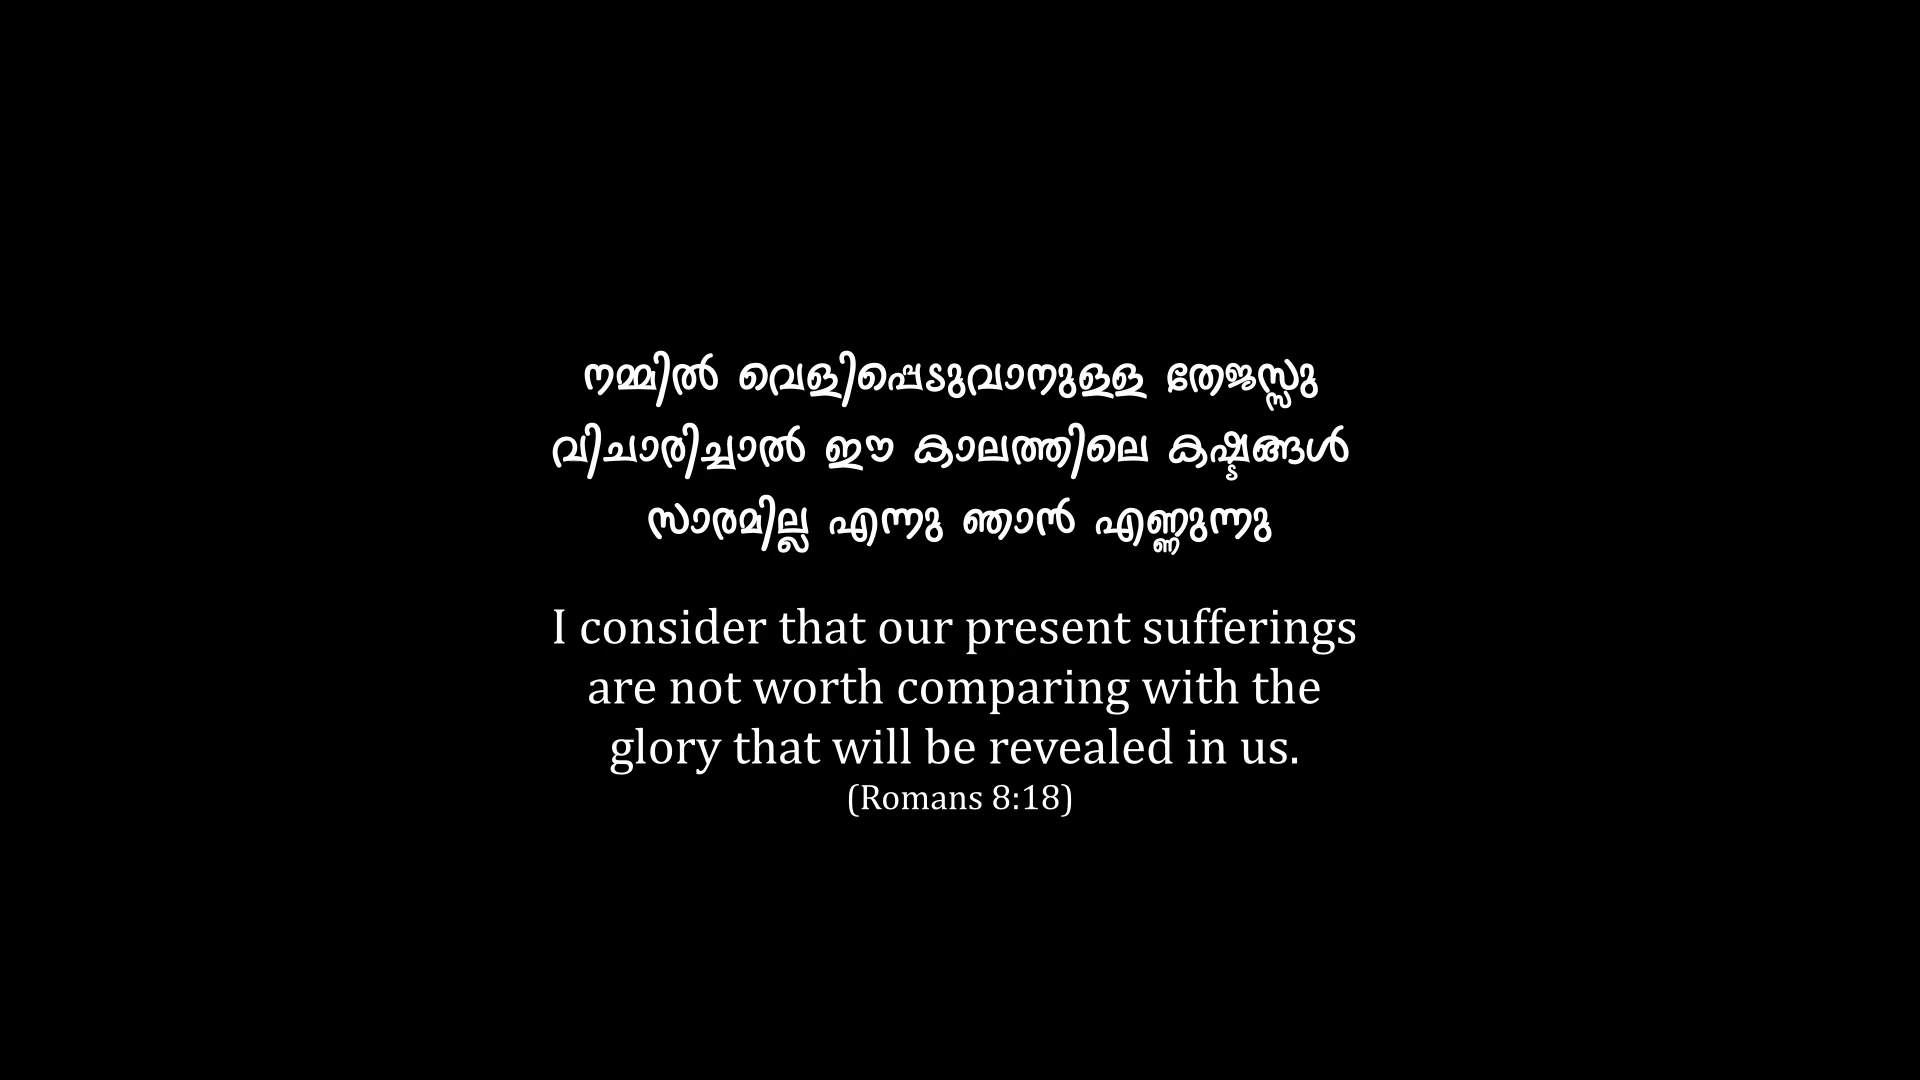 നമ്മിൽ വെളിപ്പെടുവാനുള്ള തേജസ്സു
വിചാരിച്ചാൽ ഈ കാലത്തിലെ കഷ്ടങ്ങൾ
സാരമില്ല എന്നു ഞാൻ എണ്ണുന്നു
I consider that our present sufferings
are not worth comparing with the
glory that will be revealed in us.
(Romans 8:18)